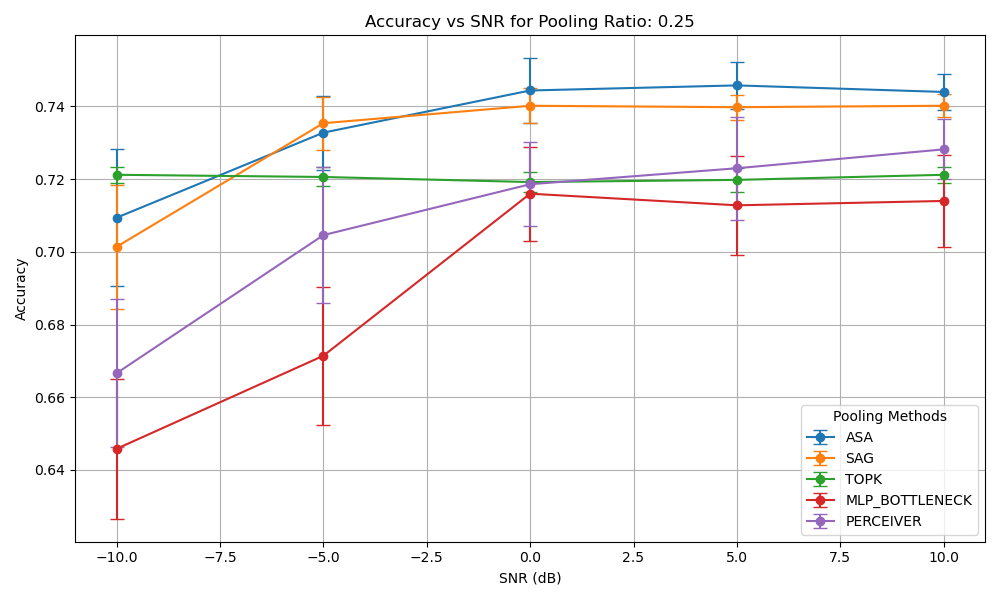 Accuracy vs SNR for Pooling Ratio: 0.25
Accuracy
0.74
0.72
0.70
0.68
0.66
0.64
−10.0 −7.5 −5.0 −2.5 0.0 2.5 5.0 7.5 10.0
SNR (dB)
Pooling Methods
ASA
SAG
TOPK
MLP_BOTTLENECK
PERCEIVER